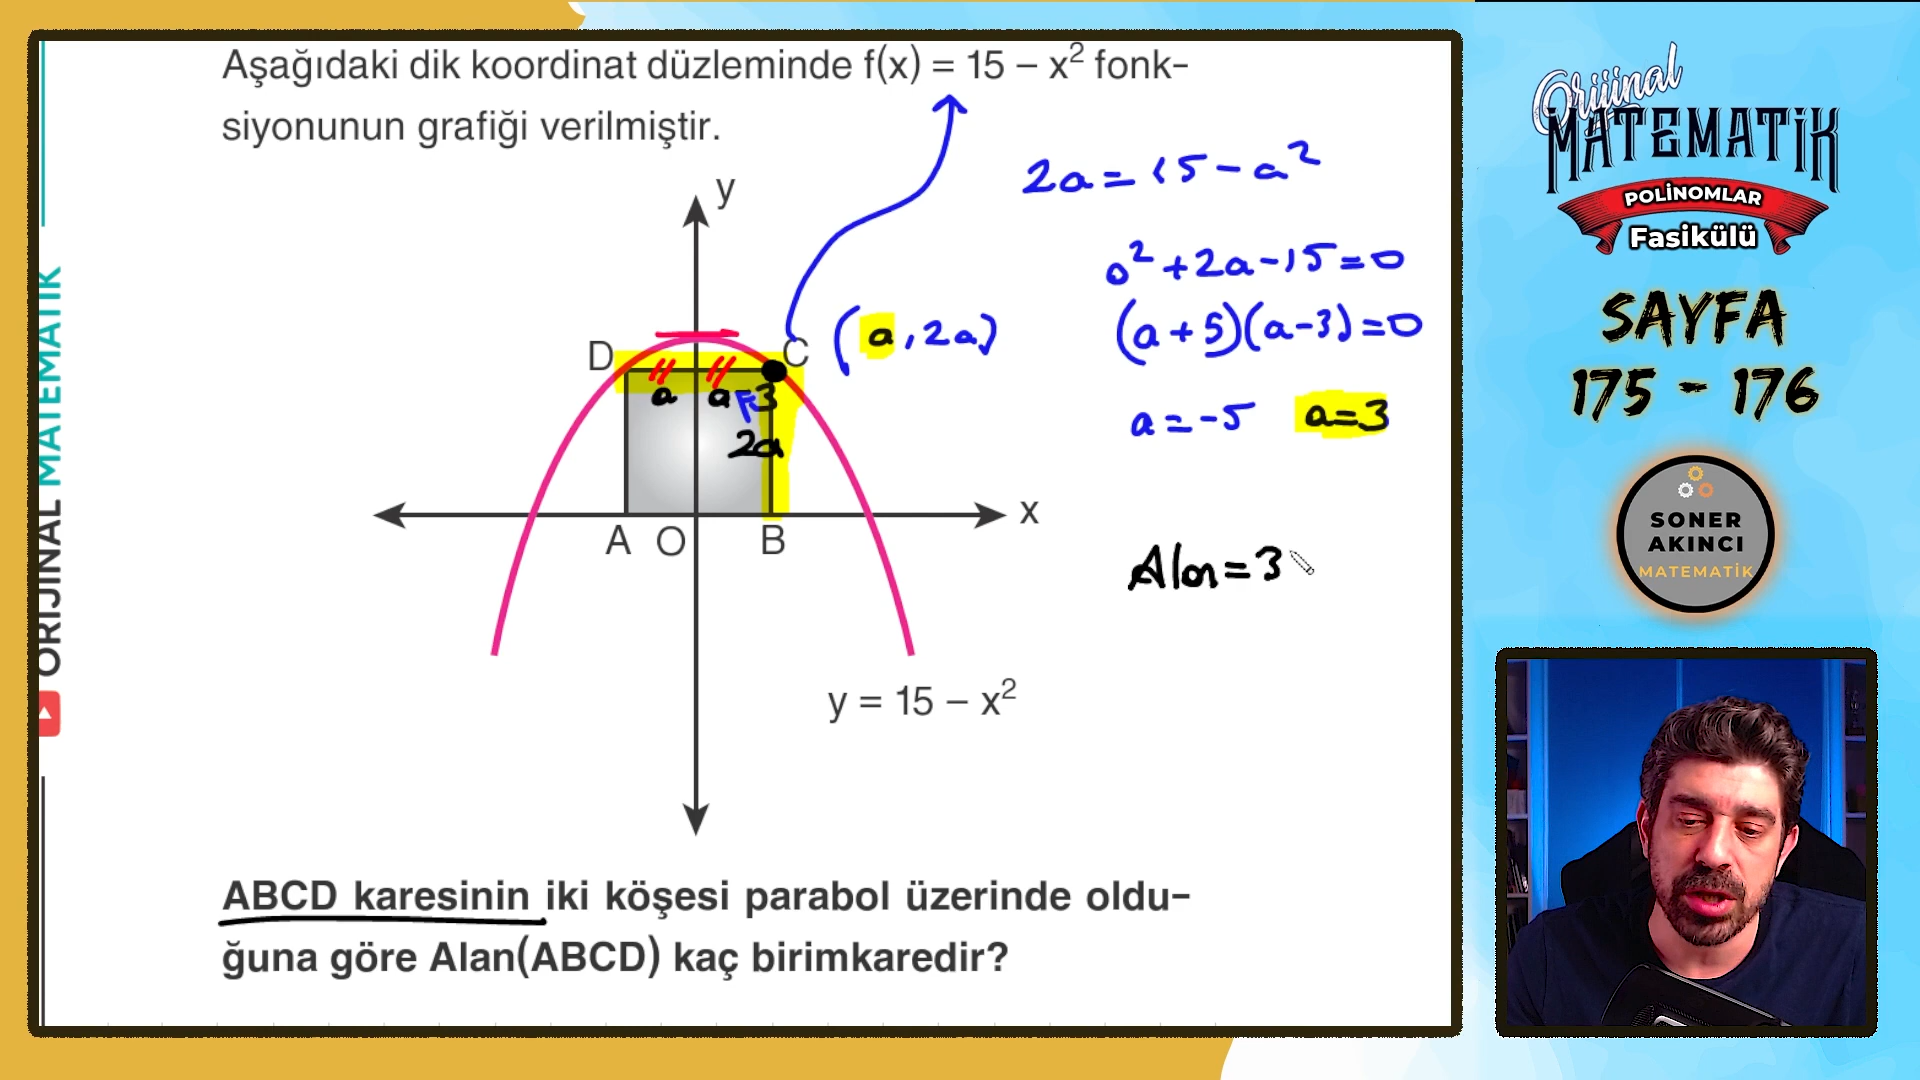 Aşağıdaki dik koordinat düzleminde f(x) = 15 – x² fonk-
siyonunun grafiği verilmiştir.
y
2a = 15 - a²
a² + 2a - 15 = 0
(a + 5)(a - 3) = 0
a = -5 a = 3
D
C
(a, 2a)
a a 3
2a
x
A O B
Alan = 3
y = 15 – x²
ABCD karesinin iki köşesi parabol üzerinde oldu-
ğuna göre Alan(ABCD) kaç birimkaredir?
ORİJİNAL MATEMATİK
Orijinal
MATEMATİK
POLİNOMLAR
Fasikülü
SAYFA
175 - 176
SONER
AKINCI
MATEMATİK